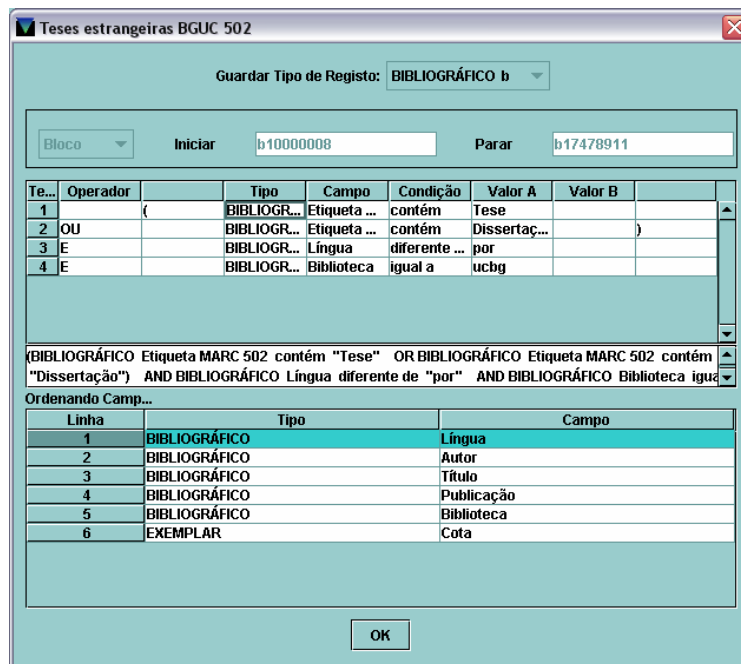 Teses estrangeiras BGUC 502
Guardar Tipo de Registo: BIBLIOGRÁFICO b
Bloco Iniciar b10000008 Parar b17478911
Te... Operador Tipo Campo Condição Valor A Valor B
1 ( BIBLIOGR... Etiqueta ... contém Tese
2 OU BIBLIOGR... Etiqueta ... contém Dissertaç... )
3 E BIBLIOGR... Língua diferente ... por
4 E BIBLIOGR... Biblioteca igual a ucbg
(BIBLIOGRÁFICO Etiqueta MARC 502 contém "Tese" OR BIBLIOGRÁFICO Etiqueta MARC 502 contém
"Dissertação") AND BIBLIOGRÁFICO Língua diferente de "por" AND BIBLIOGRÁFICO Biblioteca igua
Ordenando Camp...
Linha Tipo Campo
1 BIBLIOGRÁFICO Língua
2 BIBLIOGRÁFICO Autor
3 BIBLIOGRÁFICO Título
4 BIBLIOGRÁFICO Publicação
5 BIBLIOGRÁFICO Biblioteca
6 EXEMPLAR Cota
OK